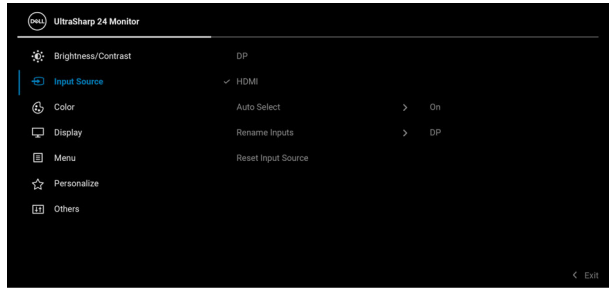 DELL UltraSharp 24 Monitor
Brightness/Contrast DP
Input Source HDMI
Color Auto Select On
Display Rename Inputs DP
Menu Reset Input Source
Personalize
Others
Exit